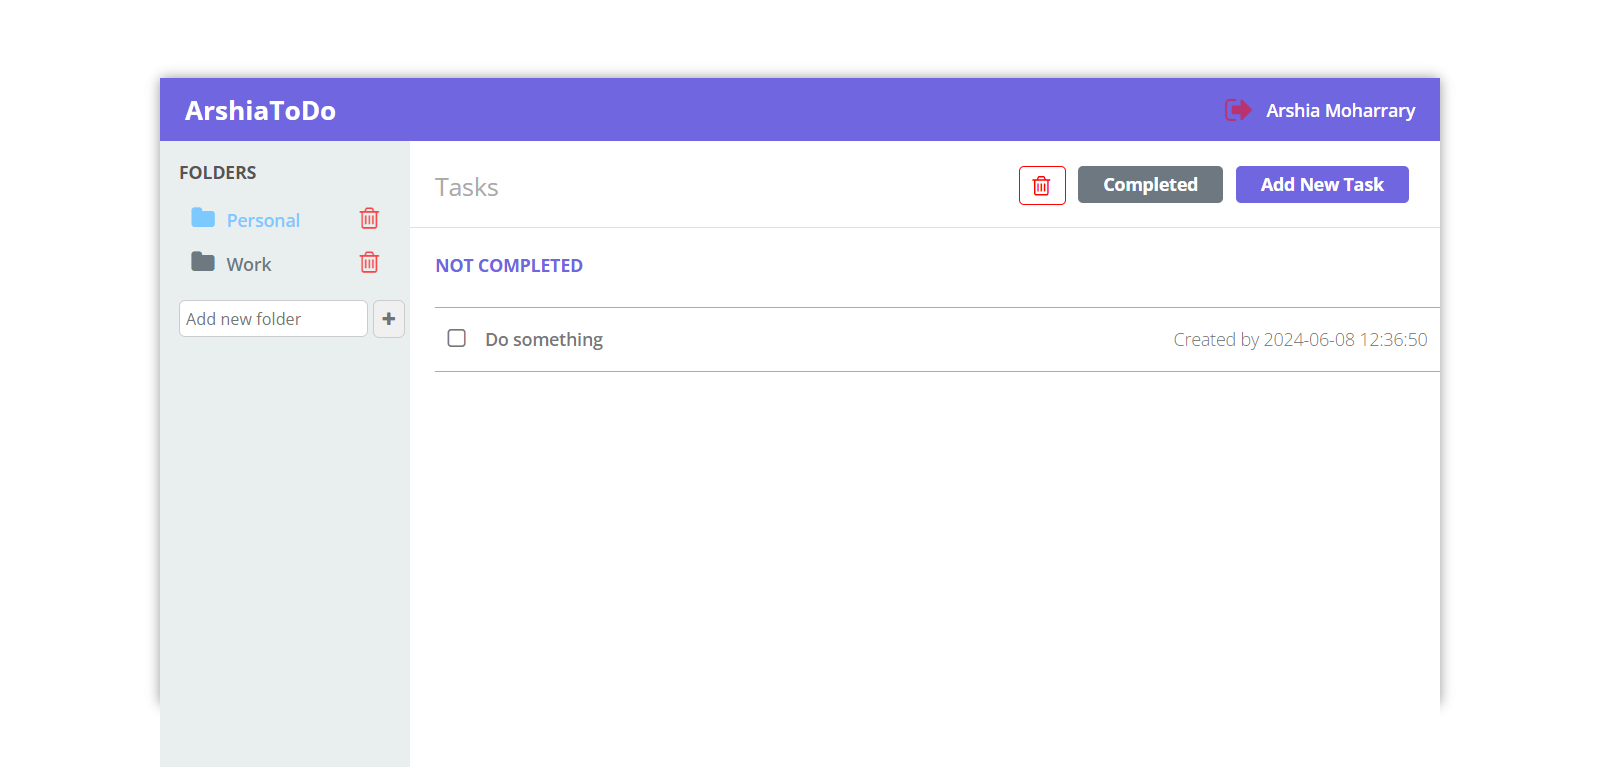 ArshiaToDo
Arshia Moharrary
FOLDERS
Personal
Work
Add new folder
+
Tasks
Completed
Add New Task
NOT COMPLETED
Do something
Created by 2024-06-08 12:36:50